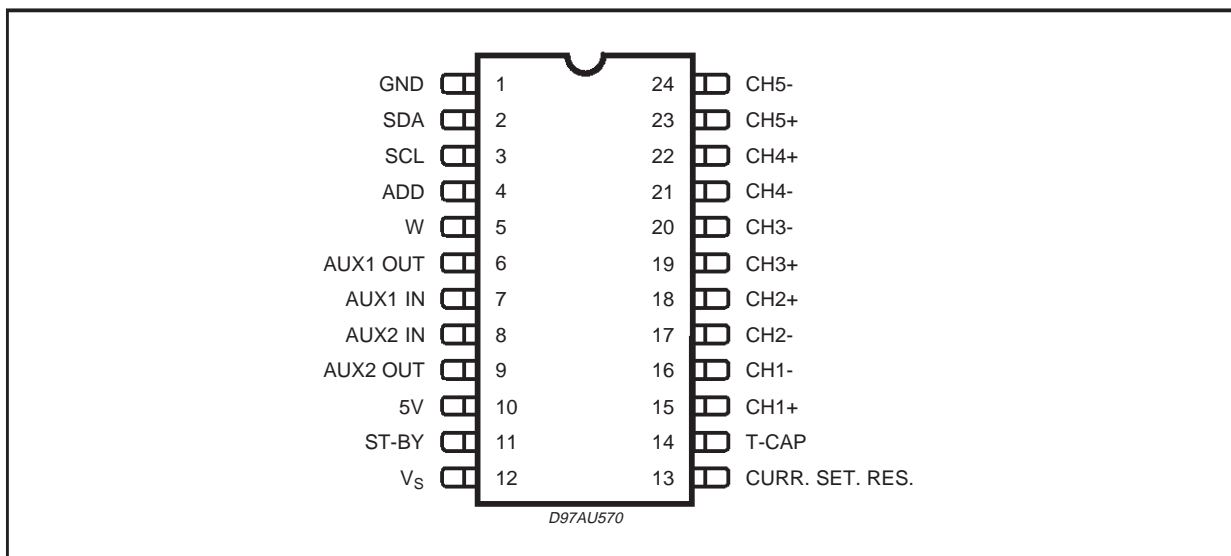 GND 1 24 CH5-
SDA 2 23 CH5+
SCL 3 22 CH4+
ADD 4 21 CH4-
W 5 20 CH3-
AUX1 OUT 6 19 CH3+
AUX1 IN 7 18 CH2+
AUX2 IN 8 17 CH2-
AUX2 OUT 9 16 CH1-
5V 10 15 CH1+
ST-BY 11 14 T-CAP
VS 12 13 CURR. SET. RES.
D97AU570